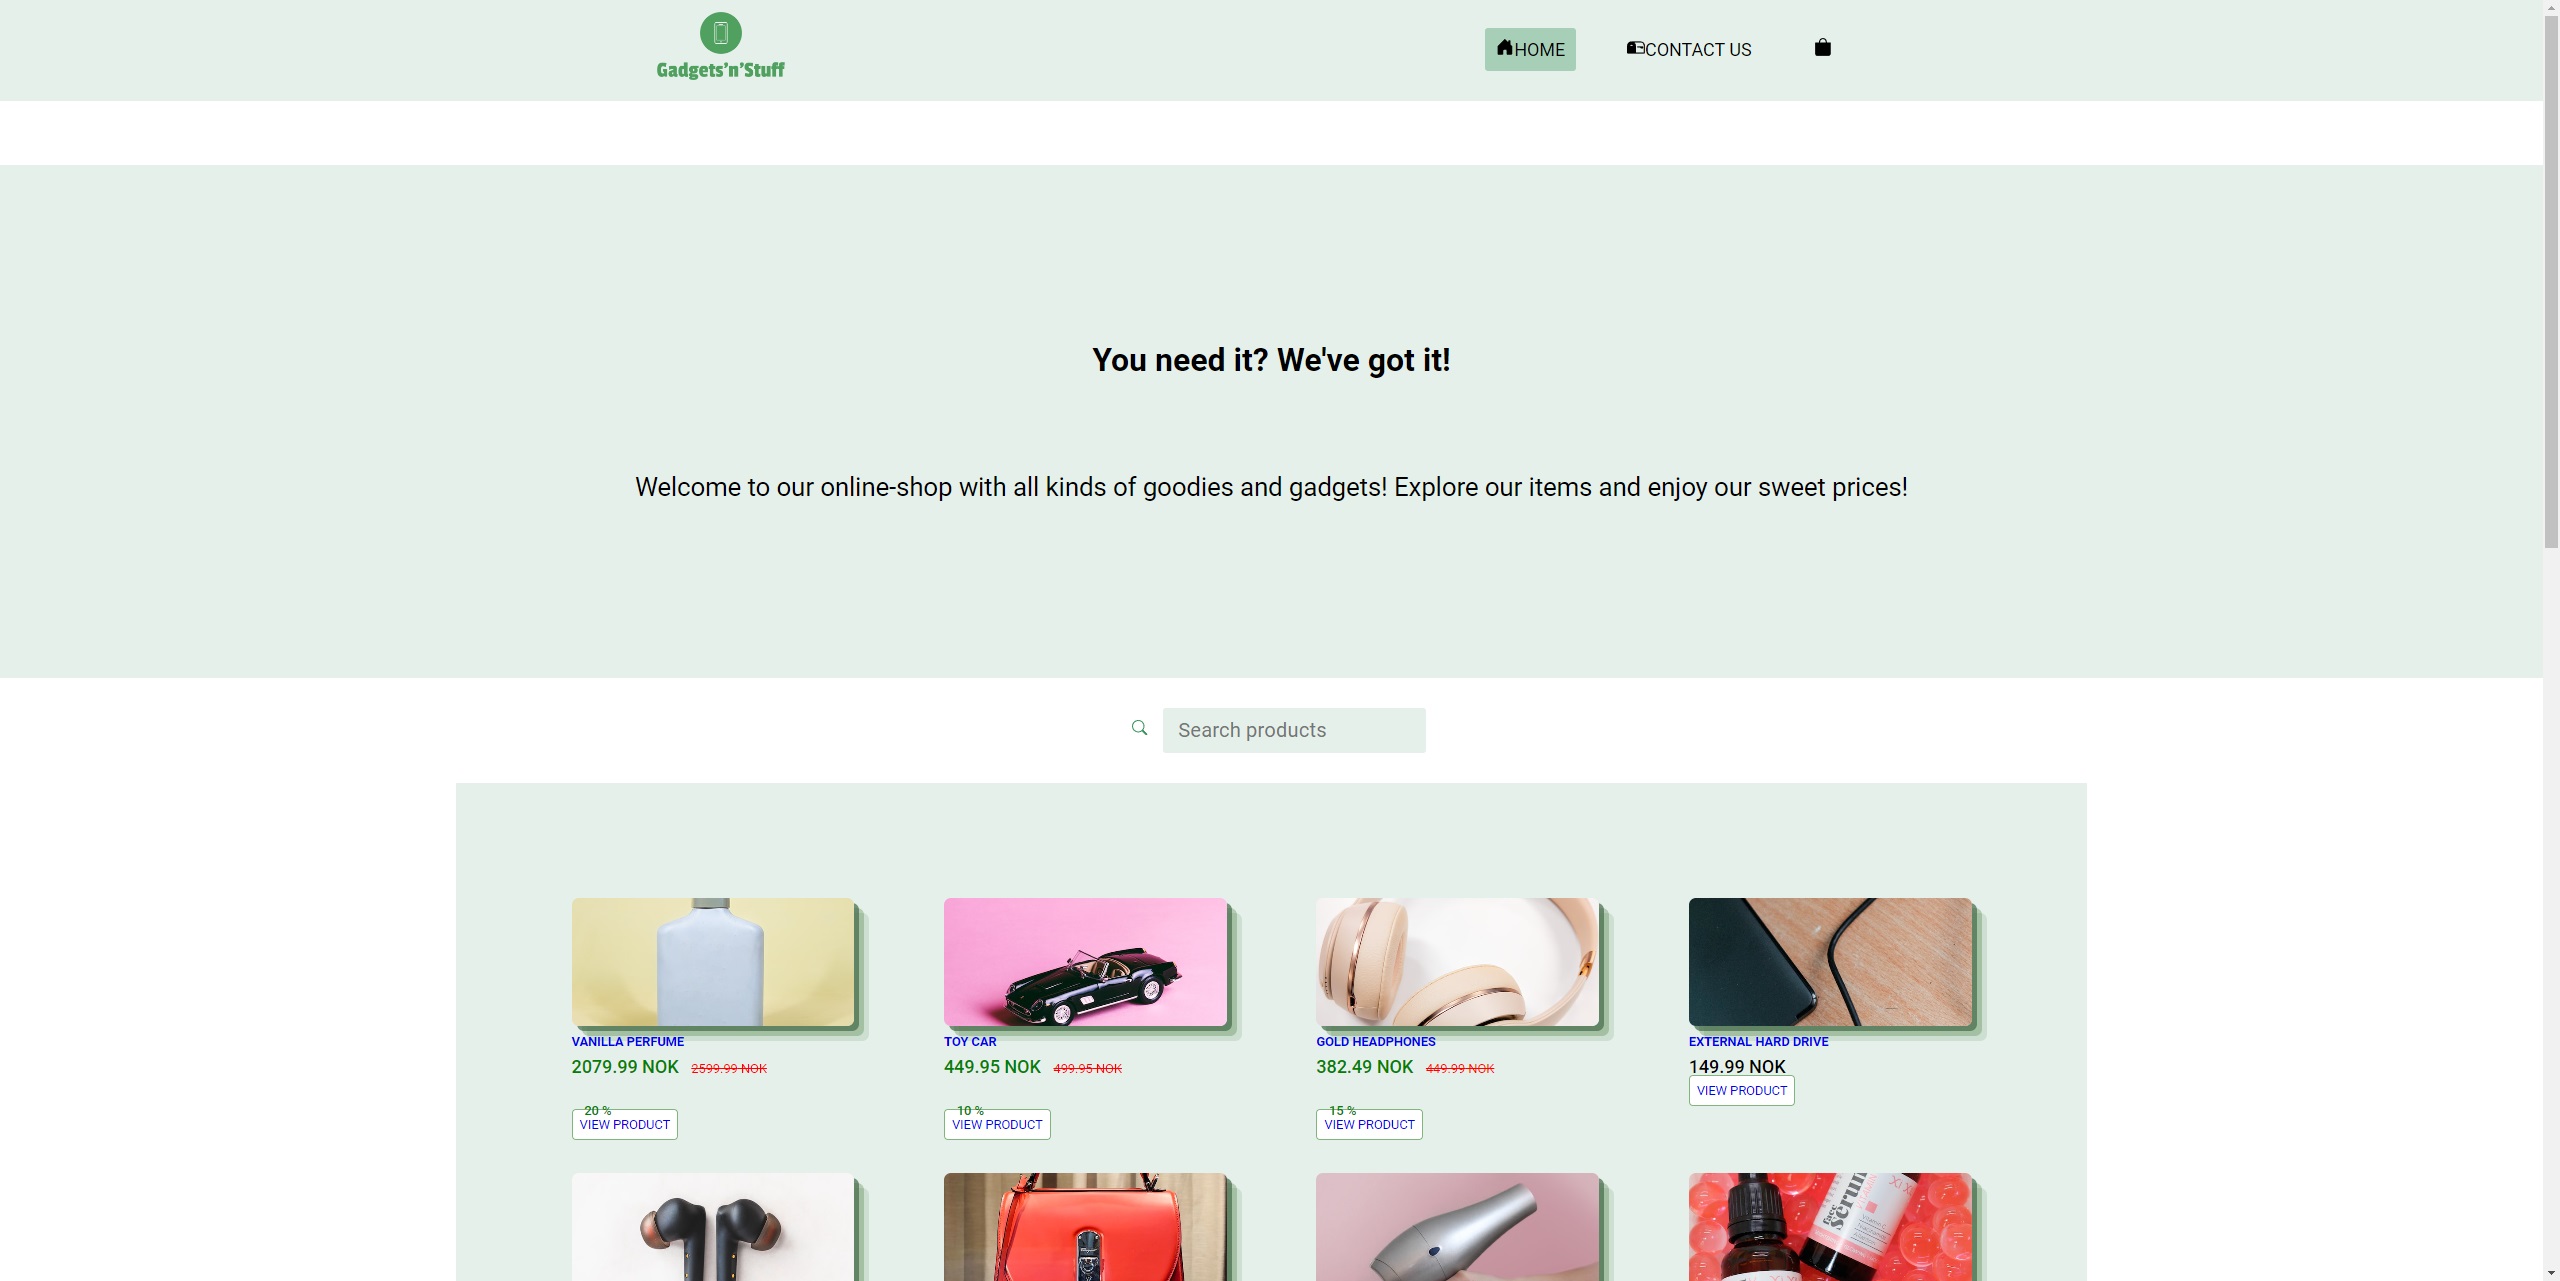 Gadgets'n'Stuff
HOME
CONTACT US
You need it? We've got it!
Welcome to our online-shop with all kinds of goodies and gadgets! Explore our items and enjoy our sweet prices!
Search products
VANILLA PERFUME
2079.99 NOK 2599.99 NOK
20 %
VIEW PRODUCT
TOY CAR
449.95 NOK 499.95 NOK
10 %
VIEW PRODUCT
GOLD HEADPHONES
382.49 NOK 449.99 NOK
15 %
VIEW PRODUCT
EXTERNAL HARD DRIVE
149.99 NOK
VIEW PRODUCT
face
serum
Vitamin C